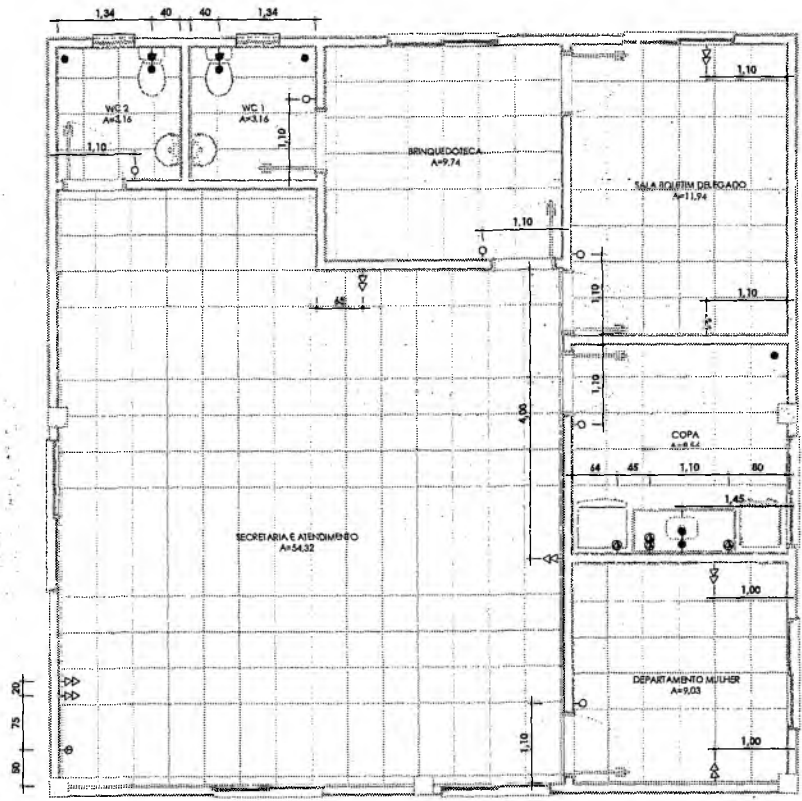 1,34
40
40
1,34
WC 2
A=3,16
WC 1
A=3,16
1,10
1,10
1,10
BRINQUEDOTECA
A=9,74
1,10
SALA BOLETIM DELEGADO
A=11,94
1,10
1,10
65
4,00
1,10
COPA
64
45
1,10
80
1,45
SECRETARIA E ATENDIMENTO
A=54,32
1,00
DEPARTAMENTO MULHER
A=9,03
20
75
50
1,10
1,00